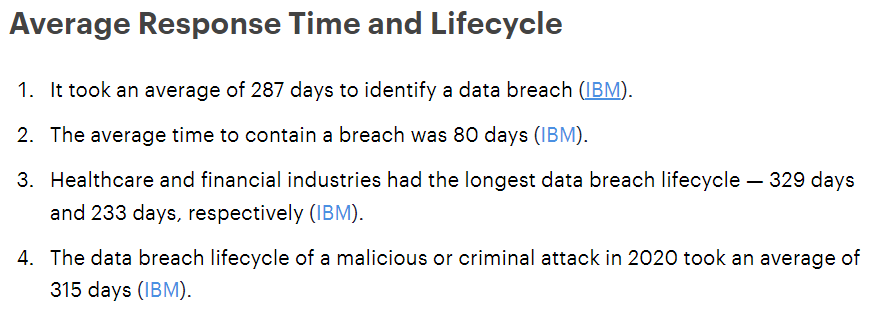 Average Response Time and Lifecycle
1. It took an average of 287 days to identify a data breach (IBM).
2. The average time to contain a breach was 80 days (IBM).
3. Healthcare and financial industries had the longest data breach lifecycle — 329 days
and 233 days, respectively (IBM).
4. The data breach lifecycle of a malicious or criminal attack in 2020 took an average of
315 days (IBM).